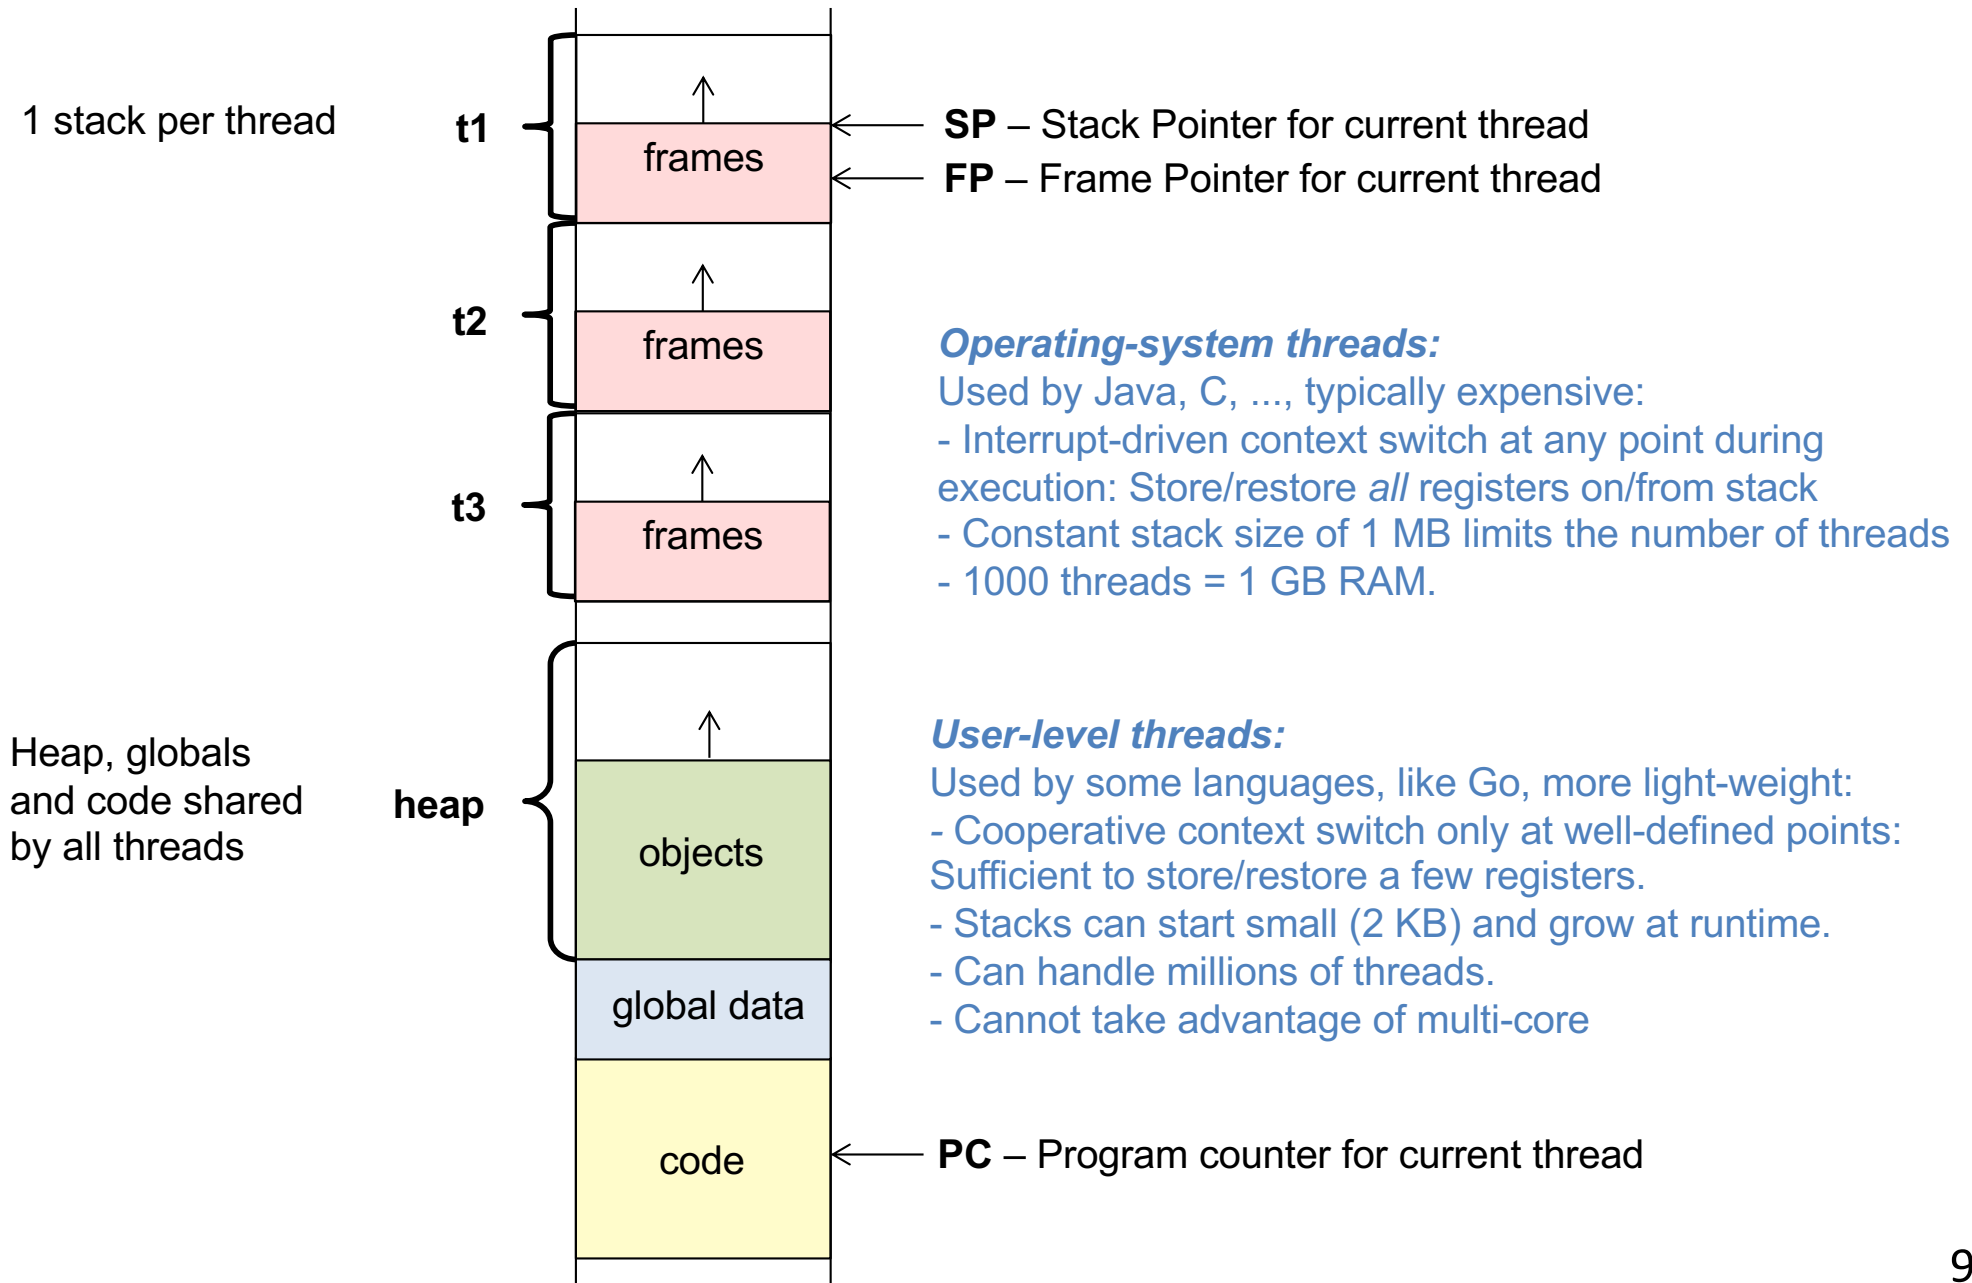 1 stack per thread
t1
frames
SP – Stack Pointer for current thread
FP – Frame Pointer for current thread
t2
frames
t3
frames
Operating-system threads:
Used by Java, C, ..., typically expensive:
- Interrupt-driven context switch at any point during
execution: Store/restore all registers on/from stack
- Constant stack size of 1 MB limits the number of threads
- 1000 threads = 1 GB RAM.
Heap, globals
and code shared
by all threads
heap
objects
global data
code
User-level threads:
Used by some languages, like Go, more light-weight:
- Cooperative context switch only at well-defined points:
Sufficient to store/restore a few registers.
- Stacks can start small (2 KB) and grow at runtime.
- Can handle millions of threads.
- Cannot take advantage of multi-core
PC – Program counter for current thread
9